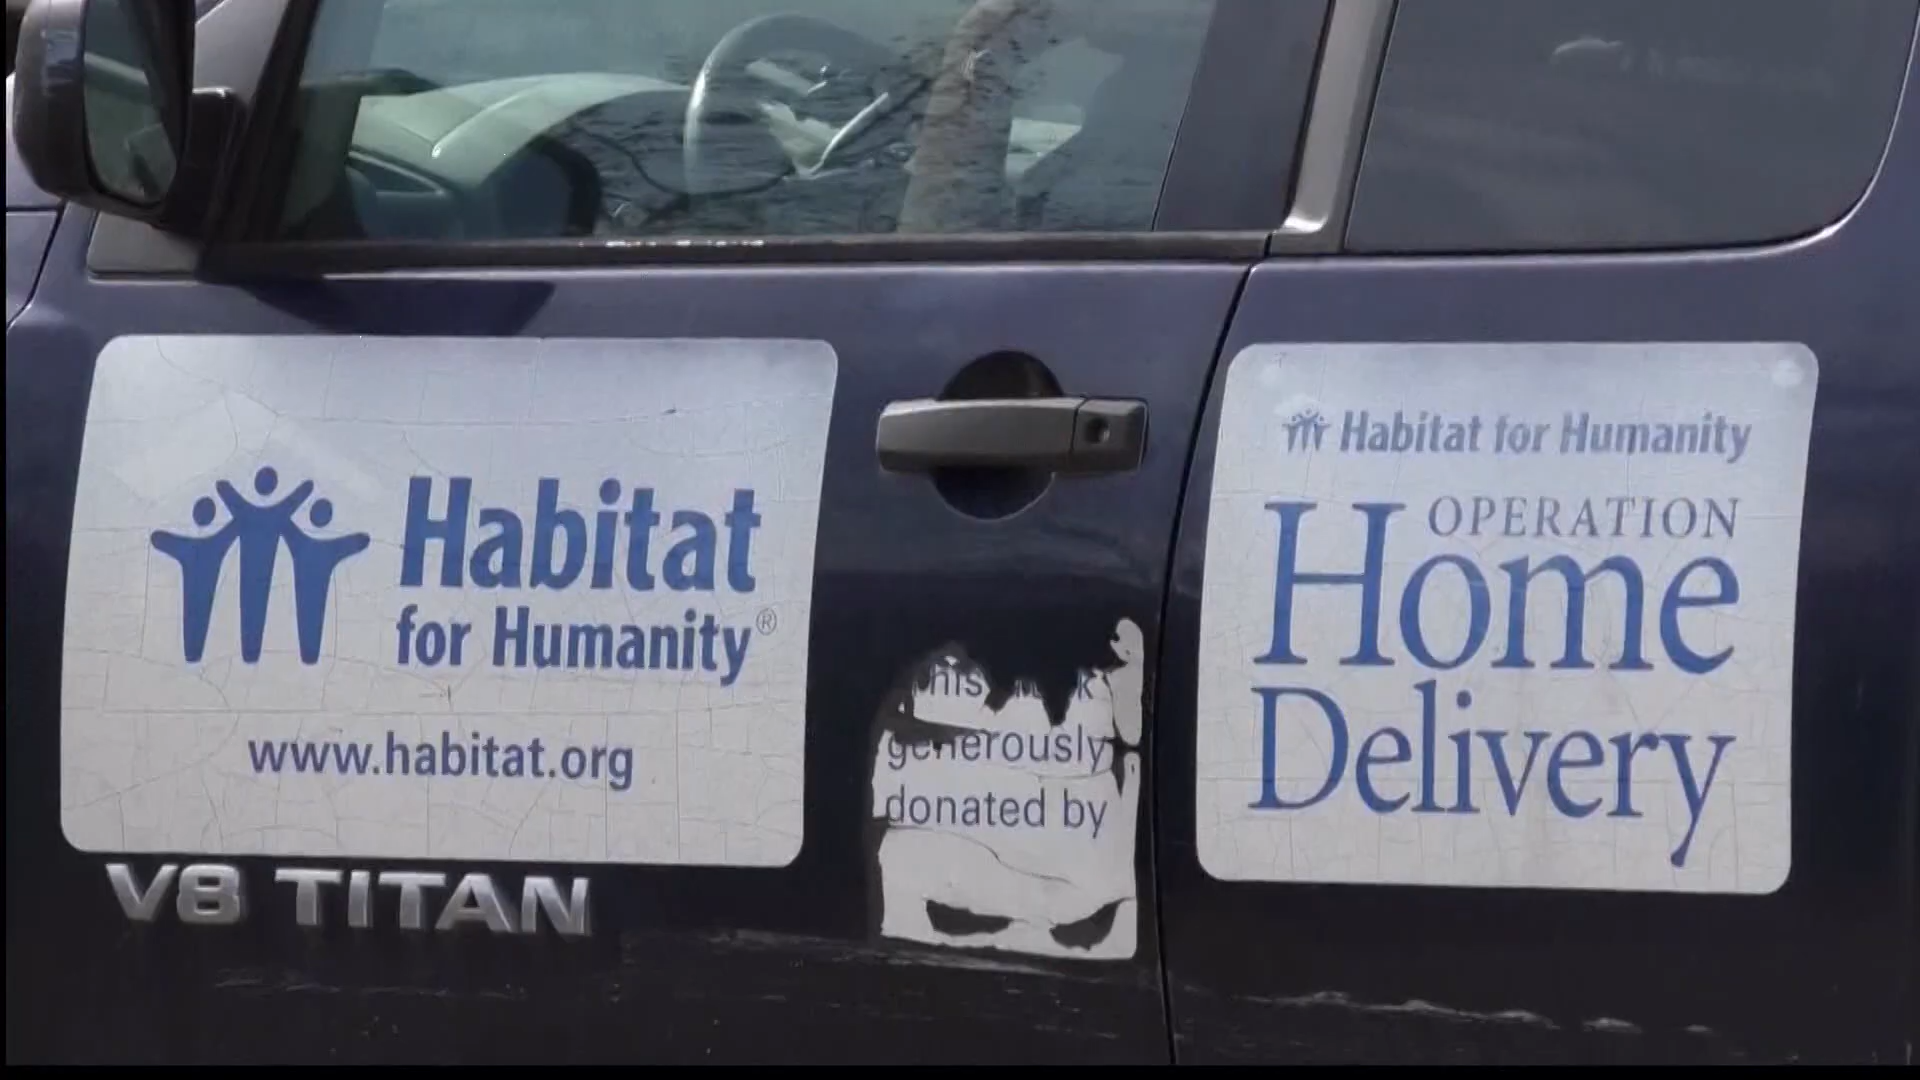 Habitat
for Humanity®
www.habitat.org
V8 TITAN
generously
donated by
Habitat for Humanity
OPERATION
Home
Delivery